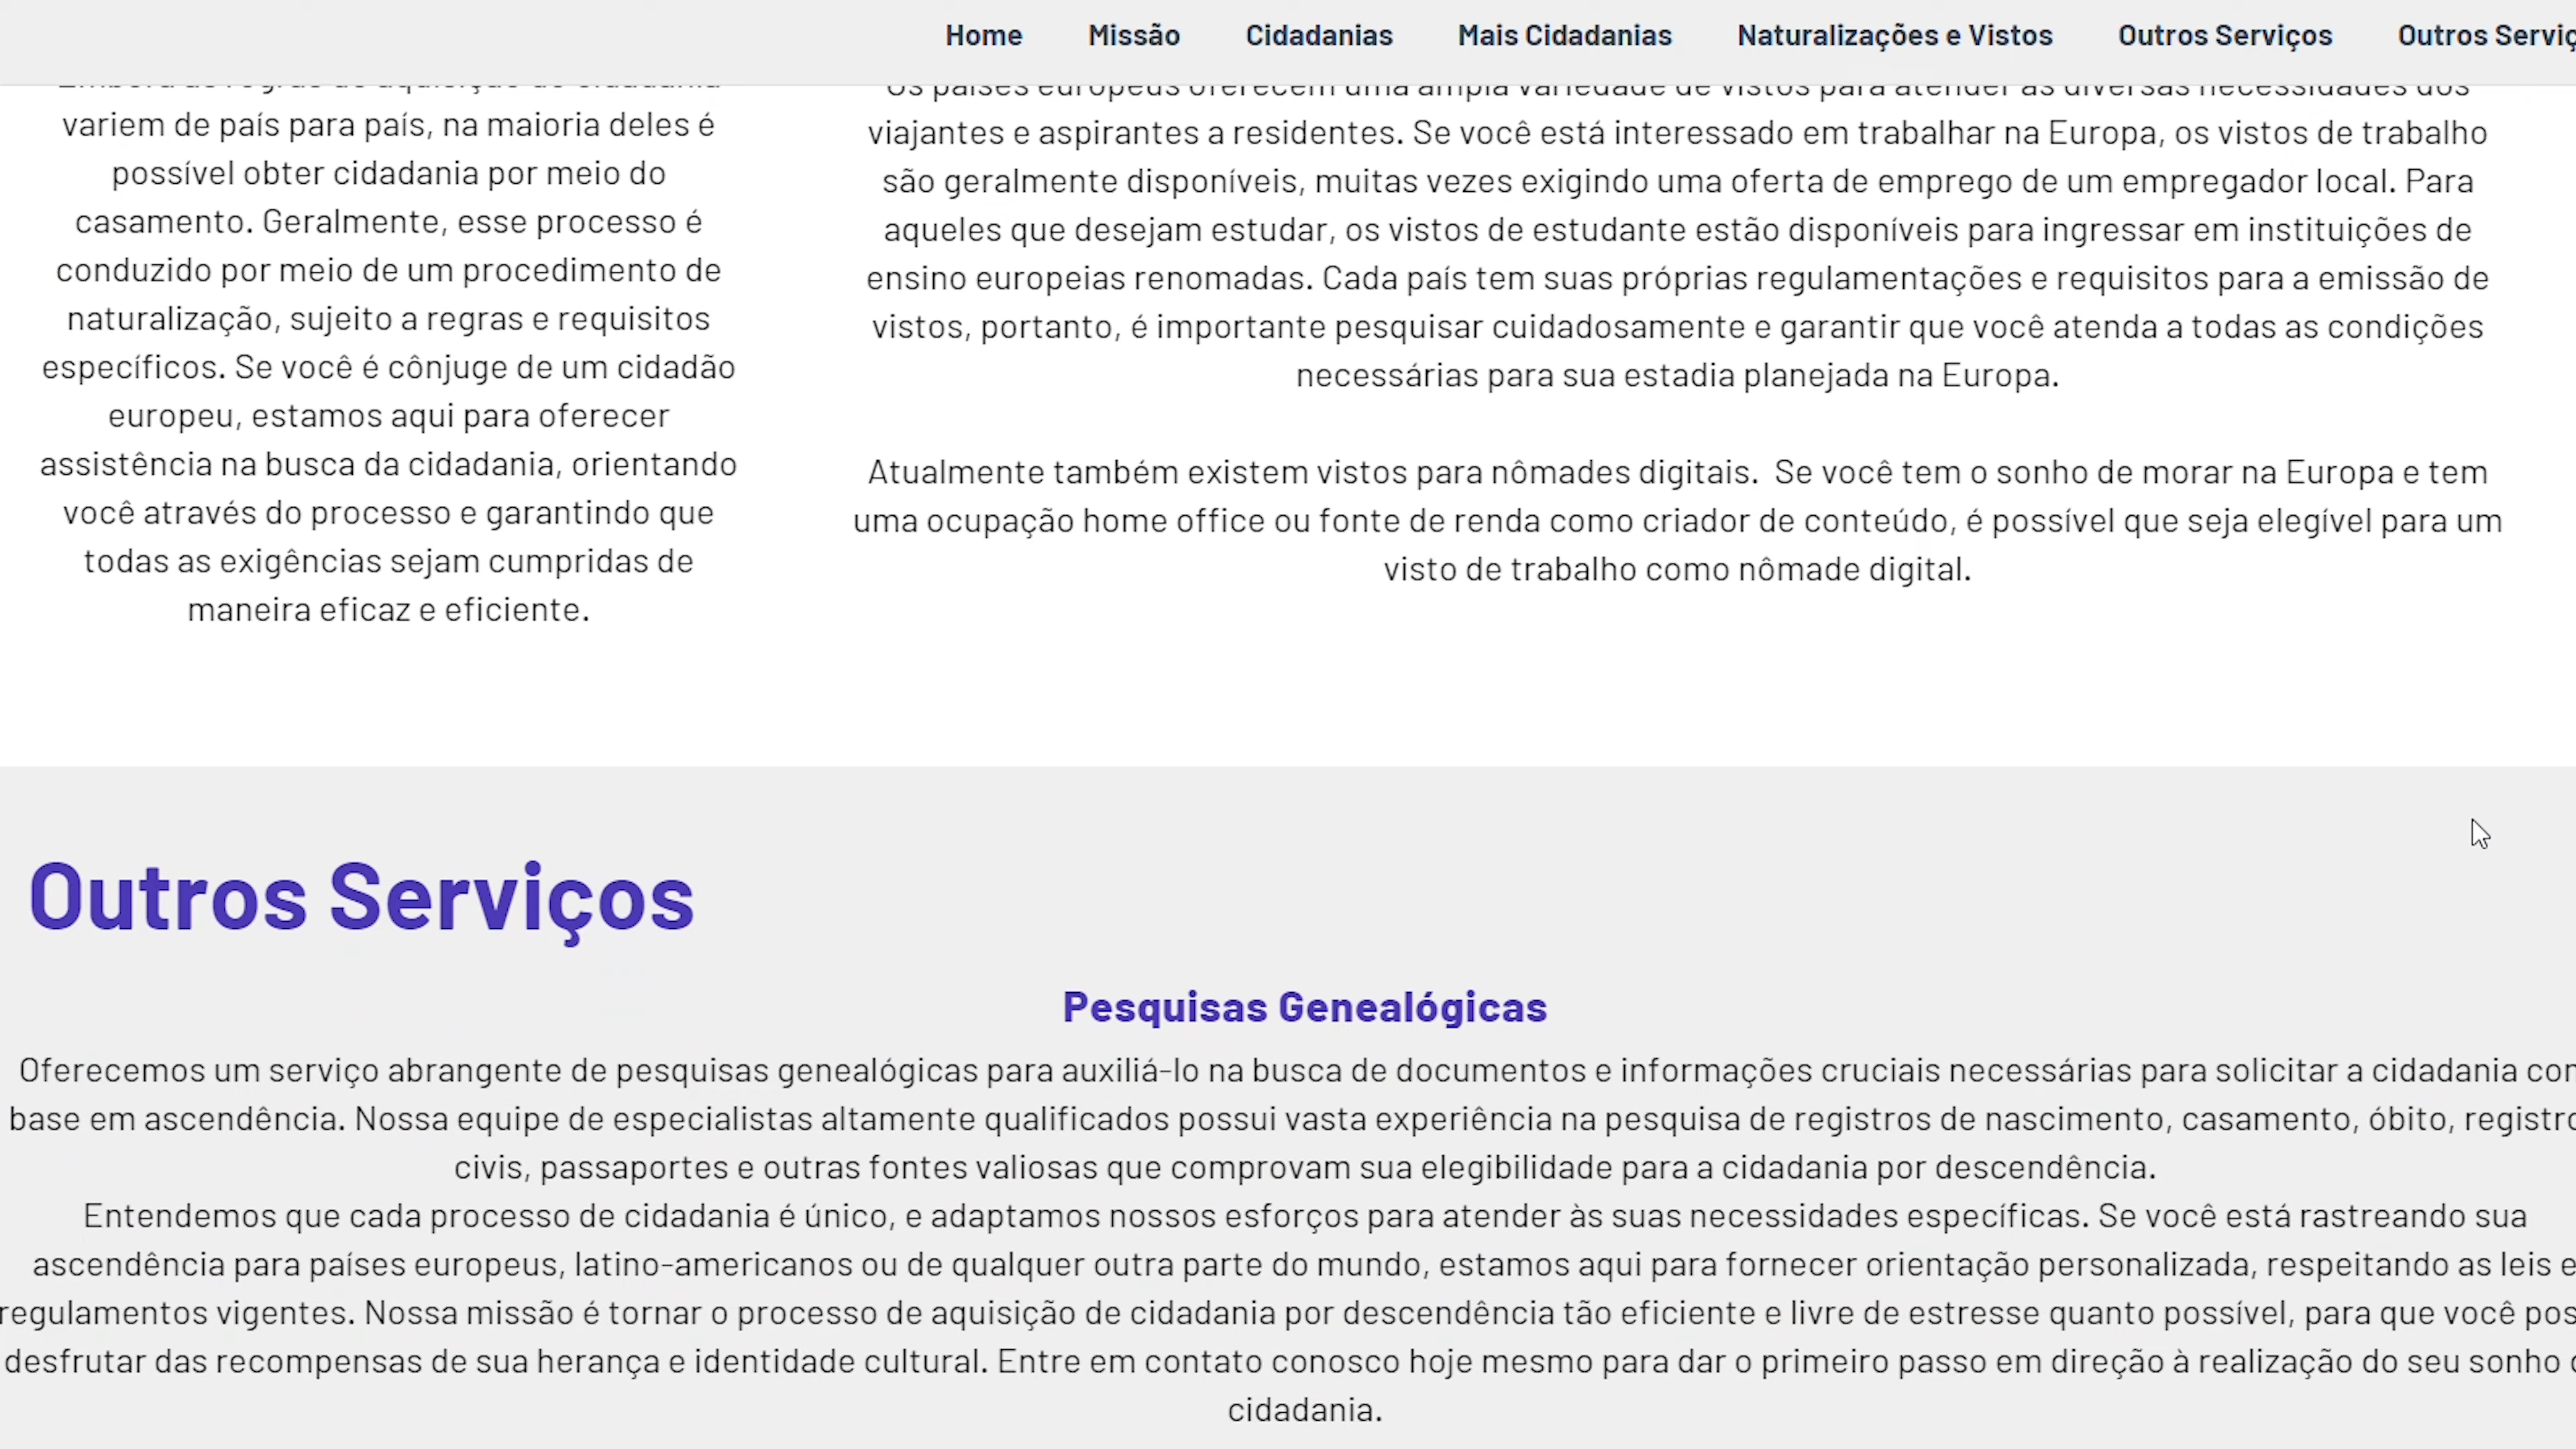 Home Missão Cidadanias Mais Cidadanias Naturalizações e Vistos Outros Serviços Outros
variem de país para país, na maioria deles é
possível obter cidadania por meio do
casamento. Geralmente, esse processo é
conduzido por meio de um procedimento de
naturalização, sujeito a regras e requisitos
específicos. Se você é cônjuge de um cidadão
europeu, estamos aqui para oferecer
assistência na busca da cidadania, orientando
você através do processo e garantindo que
todas as exigências sejam cumpridas de
maneira eficaz e eficiente.
Os países europeus oferecem uma ampla variedade de vistos para atender às diversas necessidades dos
viajantes e aspirantes a residentes. Se você está interessado em trabalhar na Europa, os vistos de trabalho
são geralmente disponíveis, muitas vezes exigindo uma oferta de emprego de um empregador local. Para
aqueles que desejam estudar, os vistos de estudante estão disponíveis para ingressar em instituições de
ensino europeias renomadas. Cada país tem suas próprias regulamentações e requisitos para a emissão de
vistos, portanto, é importante pesquisar cuidadosamente e garantir que você atenda a todas as condições
necessárias para sua estadia planejada na Europa.
Atualmente também existem vistos para nômades digitais. Se você tem o sonho de morar na Europa e tem
uma ocupação home office ou fonte de renda como criador de conteúdo, é possível que seja elegível para um
visto de trabalho como nômade digital.
Outros Serviços
Pesquisas Genealógicas
Oferecemos um serviço abrangente de pesquisas genealógicas para auxiliá-lo na busca de documentos e informações cruciais necessárias para solicitar a cidadania
base em ascendência. Nossa equipe de especialistas altamente qualificados possui vasta experiência na pesquisa de registros de nascimento, casamento, óbito,
civis, passaportes e outras fontes valiosas que comprovam sua elegibilidade para a cidadania por descendência.
Entendemos que cada processo de cidadania é único, e adaptamos nossos esforços para atender às suas necessidades específicas. Se você está rastreando sua
ascendência para países europeus, latino-americanos ou de qualquer outra parte do mundo, estamos aqui para fornecer orientação personalizada, respeitando as leis e
regulamentos vigentes. Nossa missão é tornar o processo de aquisição de cidadania por descendência tão eficiente e livre de estresse quanto possível, para que você
desfrutar das recompensas de sua herança e identidade cultural. Entre em contato conosco hoje mesmo para dar o primeiro passo em direção à realização do seu sonho
cidadania.